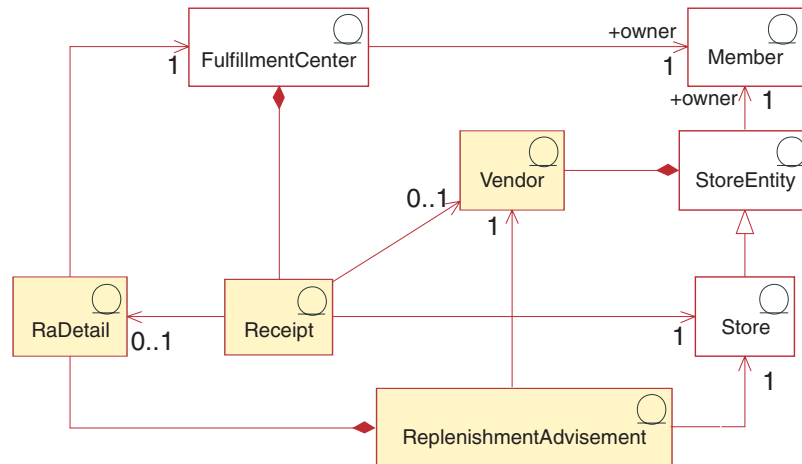 +owner
1
FulfillmentCenter
1
Member
+owner
1
Vendor
StoreEntity
0..1
1
RaDetail
Receipt
Store
0..1
1
1
ReplenishmentAdvisement